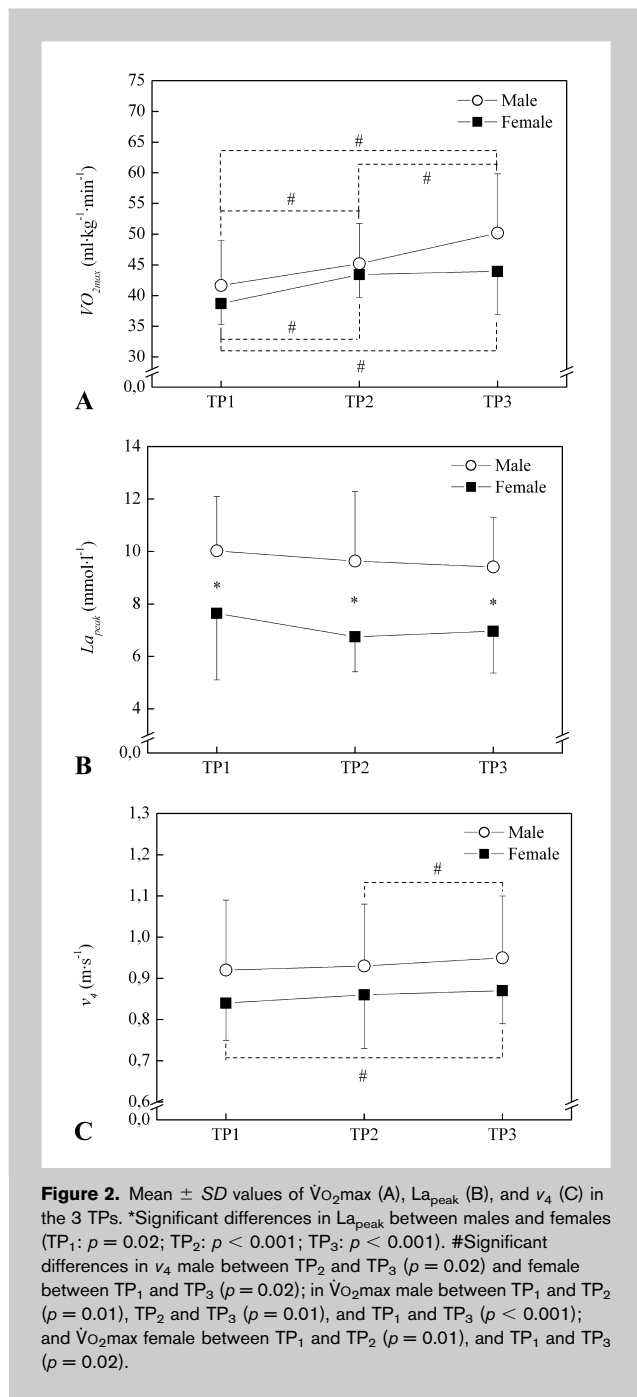 75
70
65
60
55
50
45
40
35
30
0,0
VO2max (ml·kg-1·min-1)
Male
Female
#
#
#
#
#
TP1 TP2 TP3
A
14
12
10
8
6
4
0,0
Lapeak (mmol·l-1)
Male
Female
* * *
TP1 TP2 TP3
B
1,3
1,2
1,1
1,0
0,9
0,8
0,7
0,6
0,0
v4 (m·s-1)
Male
Female
#
#
TP1 TP2 TP3
C
Figure 2. Mean ± SD values of V̇O2max (A), Lapeak (B), and v4 (C) in
the 3 TPs. *Significant differences in Lapeak between males and females
(TP1: p = 0.02; TP2: p < 0.001; TP3: p < 0.001). #Significant
differences in v4 male between TP2 and TP3 (p = 0.02) and female
between TP1 and TP3 (p = 0.02); in V̇O2max male between TP1 and TP2
(p = 0.01), TP2 and TP3 (p = 0.01), and TP1 and TP3 (p < 0.001);
and V̇O2max female between TP1 and TP2 (p = 0.01), and TP1 and TP3
(p = 0.02).